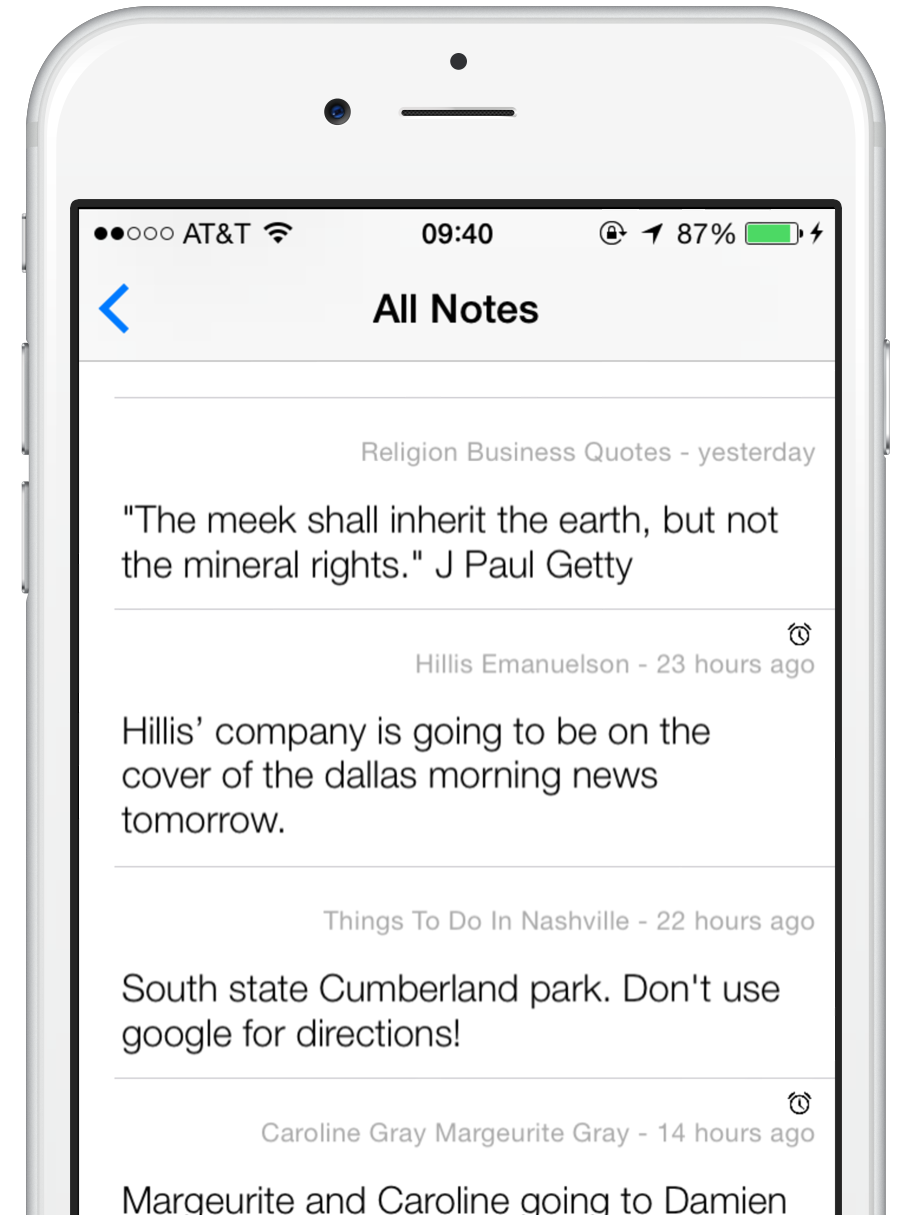 AT&T 09:40 87%
All Notes
Religion Business Quotes - yesterday
"The meek shall inherit the earth, but not
the mineral rights." J Paul Getty
Hillis Emanuelson - 23 hours ago
Hillis’ company is going to be on the
cover of the dallas morning news
tomorrow.
Things To Do In Nashville - 22 hours ago
South state Cumberland park. Don't use
google for directions!
Caroline Gray Margeurite Gray - 14 hours ago
Margeurite and Caroline going to Damien